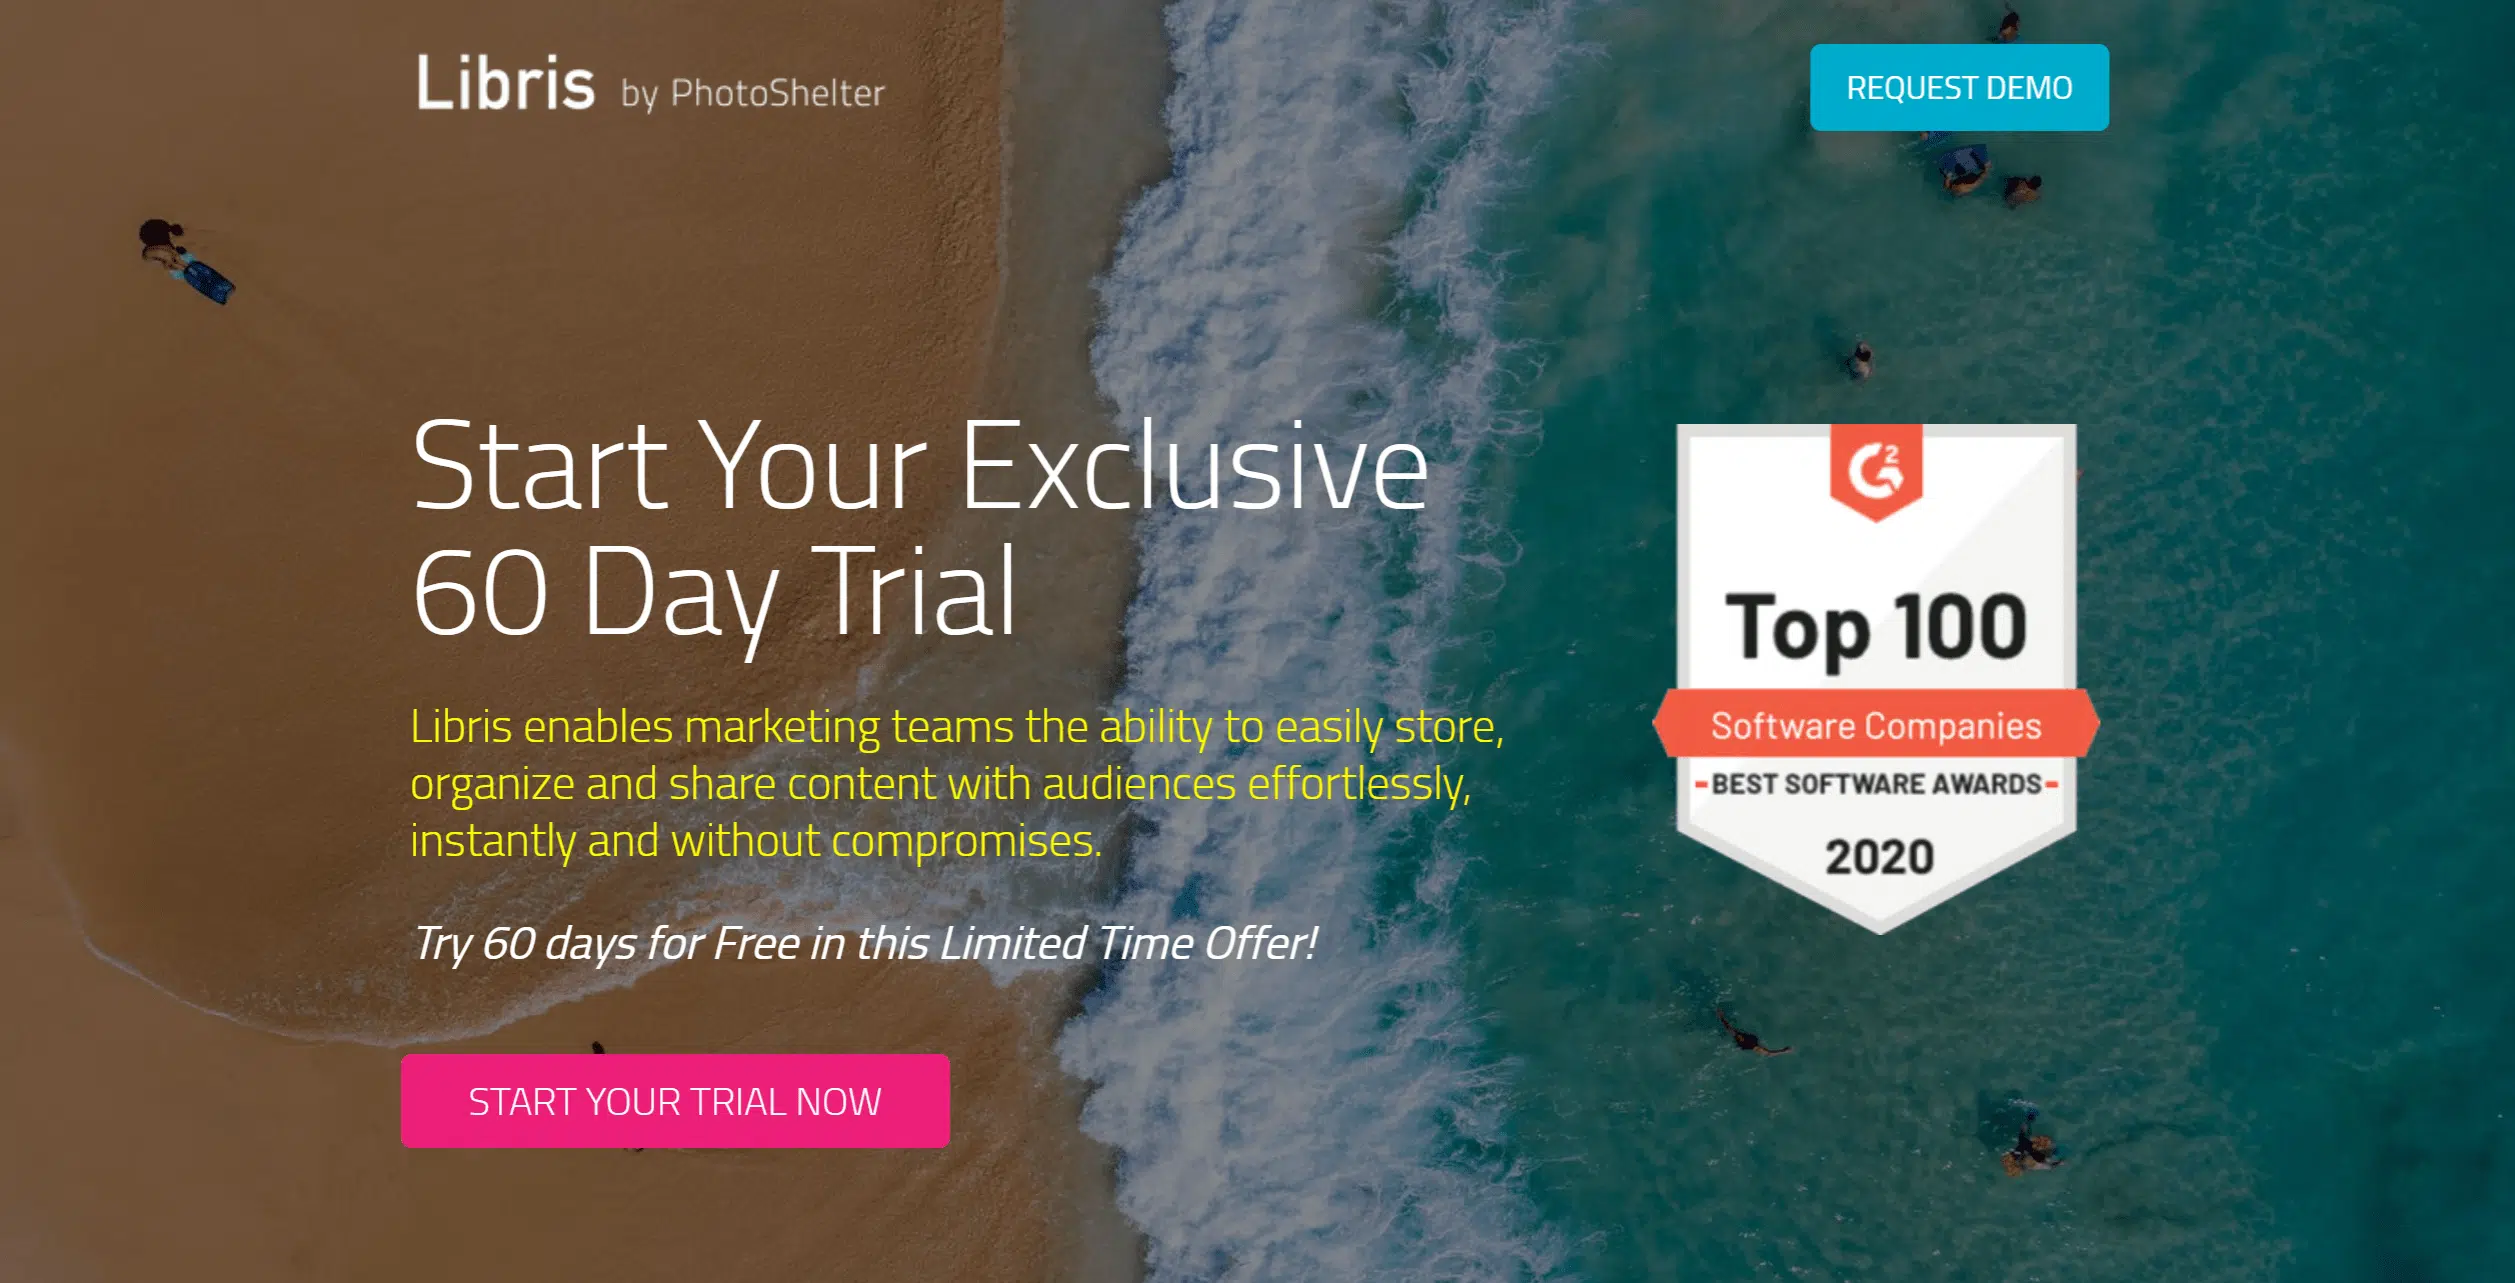 Libris by PhotoShelter
REQUEST DEMO
Start Your Exclusive
60 Day Trial
Libris enables marketing teams the ability to easily store,
organize and share content with audiences effortlessly,
instantly and without compromises.
Try 60 days for Free in this Limited Time Offer!
START YOUR TRIAL NOW
G2
Top 100
Software Companies
-BEST SOFTWARE AWARDS-
2020